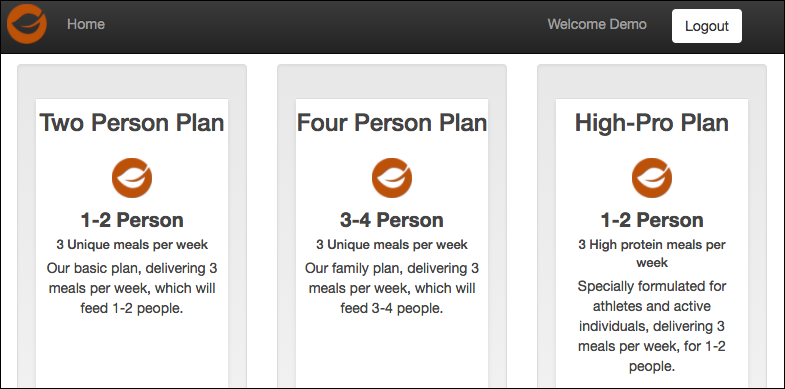 Home
Welcome Demo
Logout
Two Person Plan
1-2 Person
3 Unique meals per week
Our basic plan, delivering 3
meals per week, which will
feed 1-2 people.
Four Person Plan
3-4 Person
3 Unique meals per week
Our family plan, delivering 3
meals per week, which will
feed 3-4 people.
High-Pro Plan
1-2 Person
3 High protein meals per
week
Specially formulated for
athletes and active
individuals, delivering 3
meals per week, for 1-2
people.